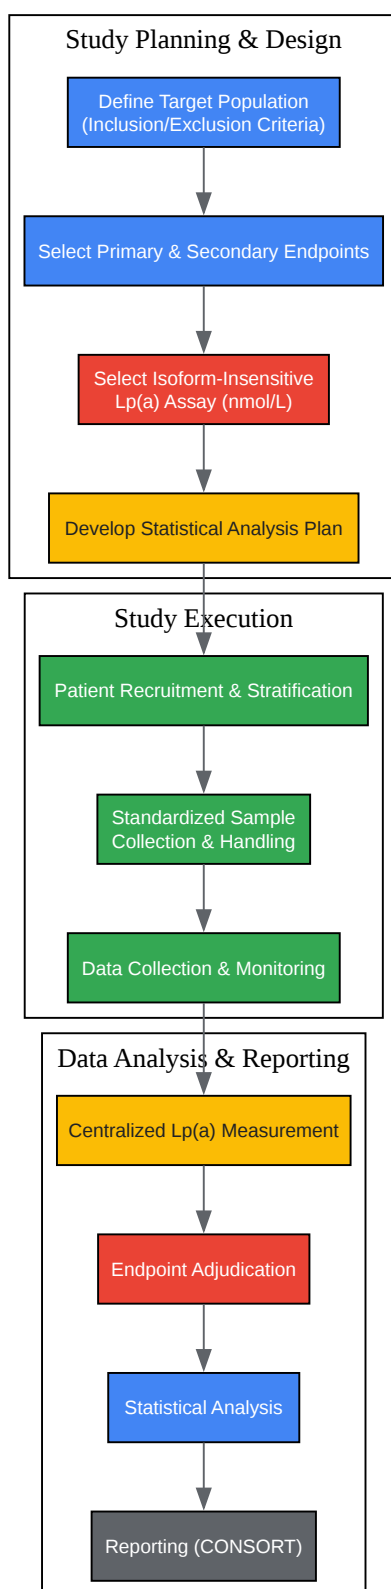 Study Planning & Design
Define Target Population
(Inclusion/Exclusion Criteria)
Select Primary & Secondary Endpoints
Select Isoform-Insensitive
Lp(a) Assay (nmol/L)
Develop Statistical Analysis Plan
Study Execution
Patient Recruitment & Stratification
Standardized Sample
Collection & Handling
Data Collection & Monitoring
Data Analysis & Reporting
Centralized Lp(a) Measurement
Endpoint Adjudication
Statistical Analysis
Reporting (CONSORT)